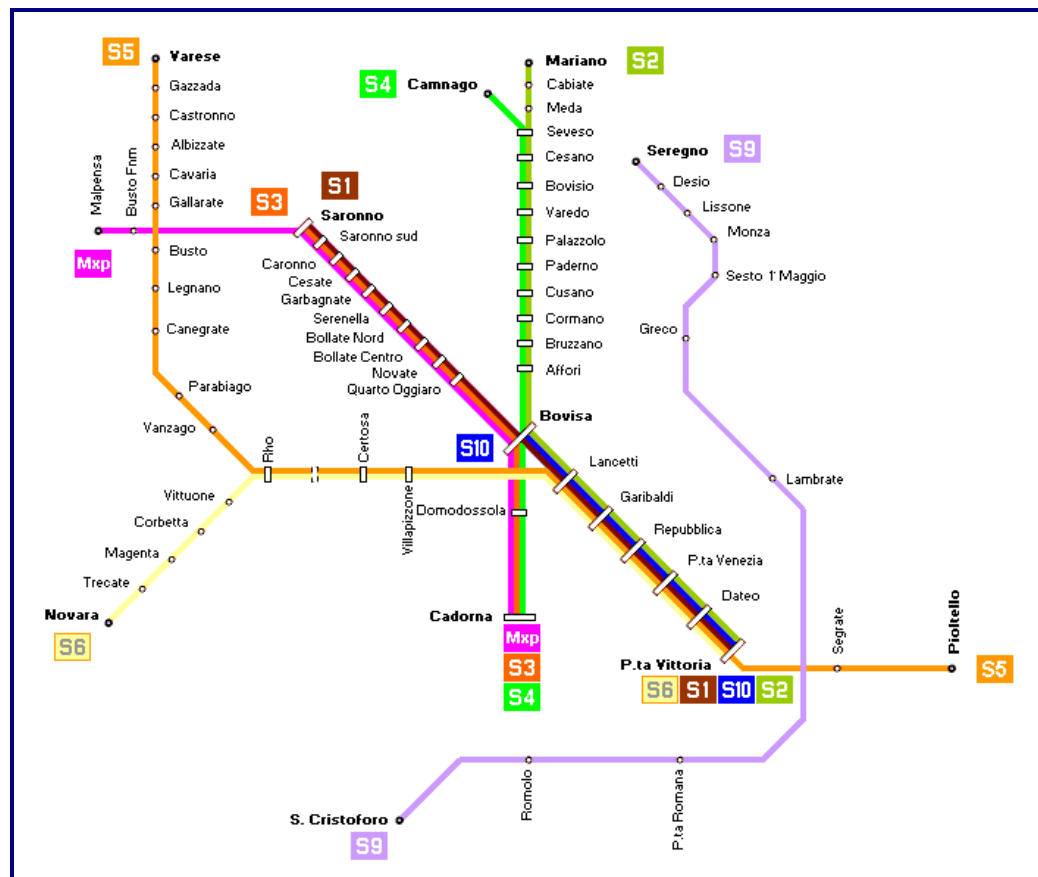 S5
Varese
Gazzada
Castronno
Albizzate
Cavaria
Gallarate
Busto
Legnano
Canegrate
Parabiago
Vanzago
Malpensa
Busto Fnm
Mxp
S3
S1
Saronno
Saronno sud
Caronno
Cesate
Garbagnate
Serenella
Bollate Nord
Bollate Centro
Novate
Quarto Oggiaro
S4
Camnago
Mariano
S2
Cabiate
Meda
Seveso
Cesano
Bovisio
Varedo
Palazzolo
Paderno
Cusano
Cormano
Bruzzano
Affori
Bovisa
S10
Seregno
S9
Desio
Lissone
Monza
Sesto 1° Maggio
Greco
Lambrate
Rho
Certosa
Villapizzone
Domodossola
Lancetti
Garibaldi
Repubblica
P.ta Venezia
Dateo
Vittuone
Corbetta
Magenta
Trecate
Novara
S6
Cadorna
Mxp
S3
S4
P.ta Vittoria
S6 S1 S10 S2
Segrate
Pioltello
S5
Romolo
P.ta Romana
S. Cristoforo
S9